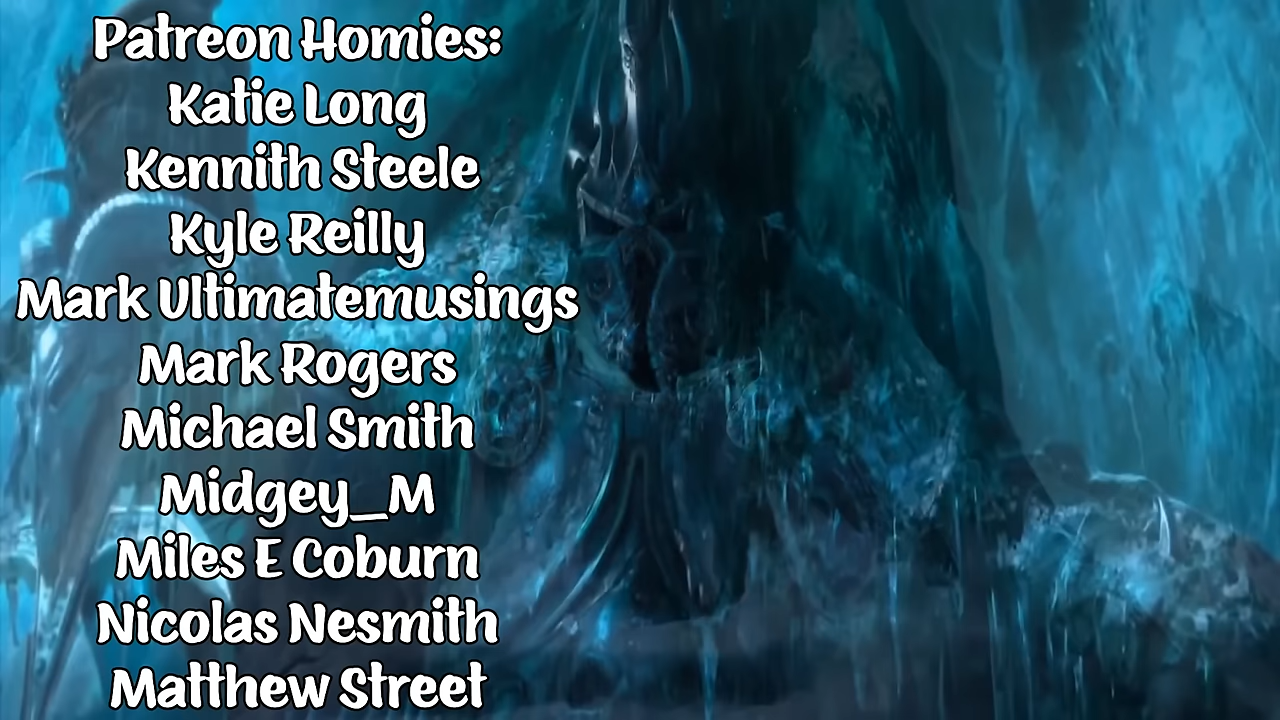 Patreon Homies:
Katie Long
Kennith Steele
Kyle Reilly
Mark Ultimatemusings
Mark Rogers
Michael Smith
Midgey_M
Miles E Coburn
Nicolas Nesmith
Matthew Street